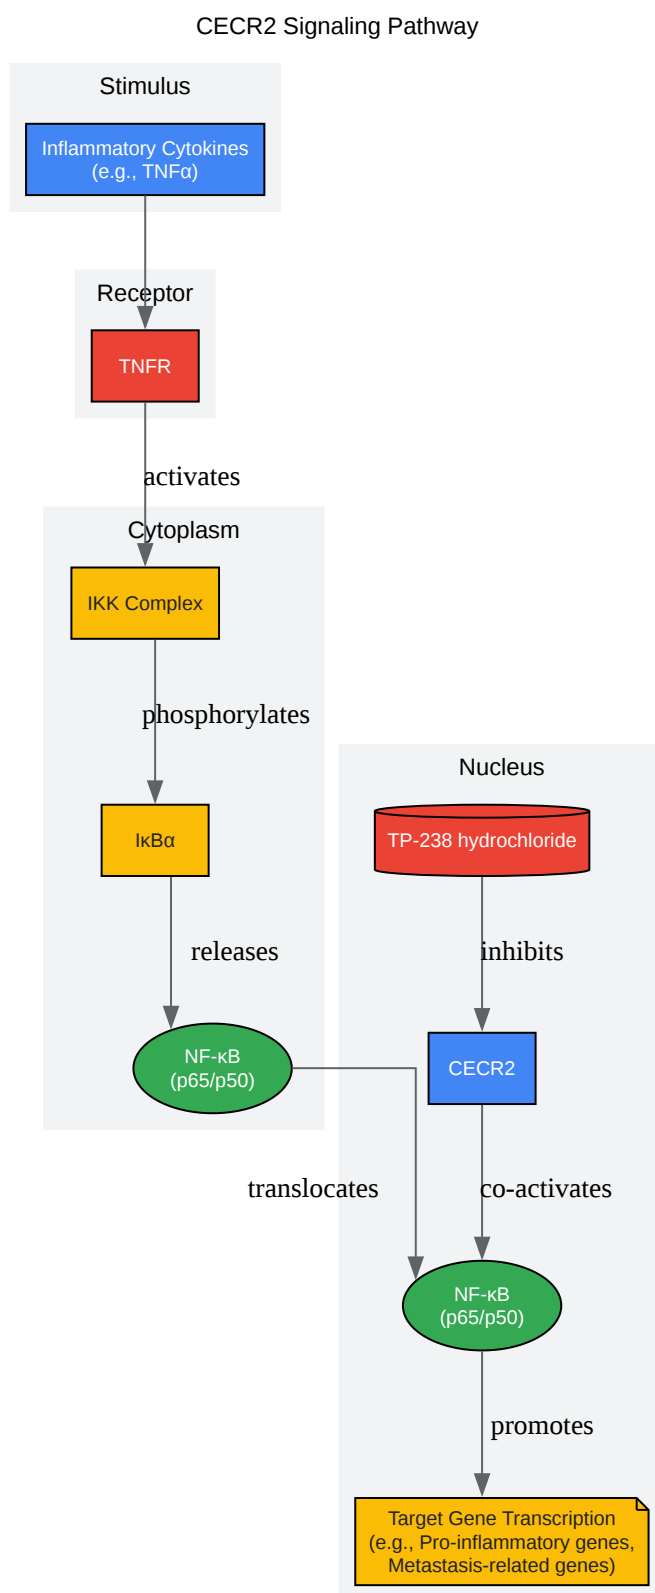 CECR2 Signaling Pathway
Stimulus
Inflammatory Cytokines
(e.g., TNFα)
Receptor
TNFR
activates
Cytoplasm
IKK Complex
phosphorylates
IκBα
releases
NF-κB
(p65/p50)
translocates
Nucleus
TP-238 hydrochloride
inhibits
CECR2
co-activates
NF-κB
(p65/p50)
promotes
Target Gene Transcription
(e.g., Pro-inflammatory genes,
Metastasis-related genes)